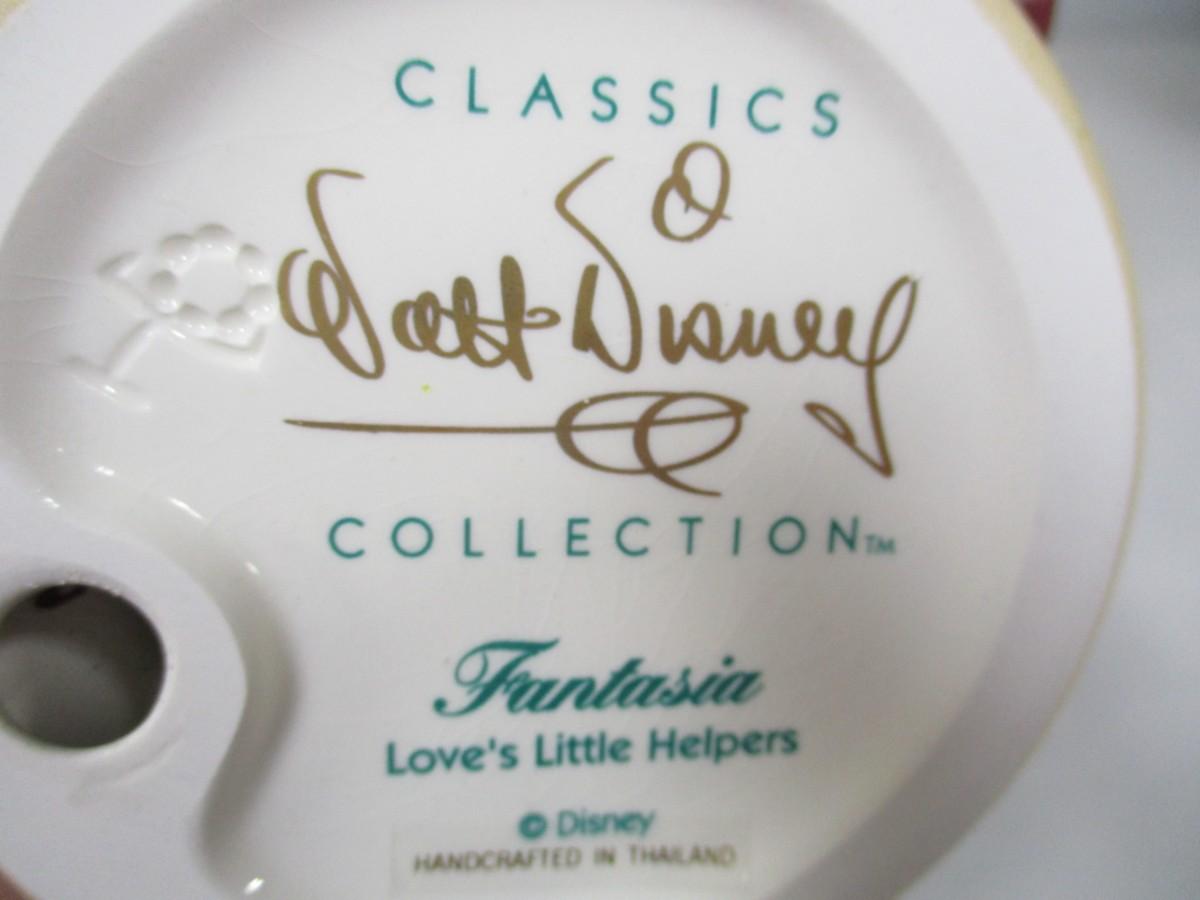 CLASSICS
Walt Disney
COLLECTION™
Fantasia
Love's Little Helpers
© Disney
HANDCRAFTED IN THAILAND